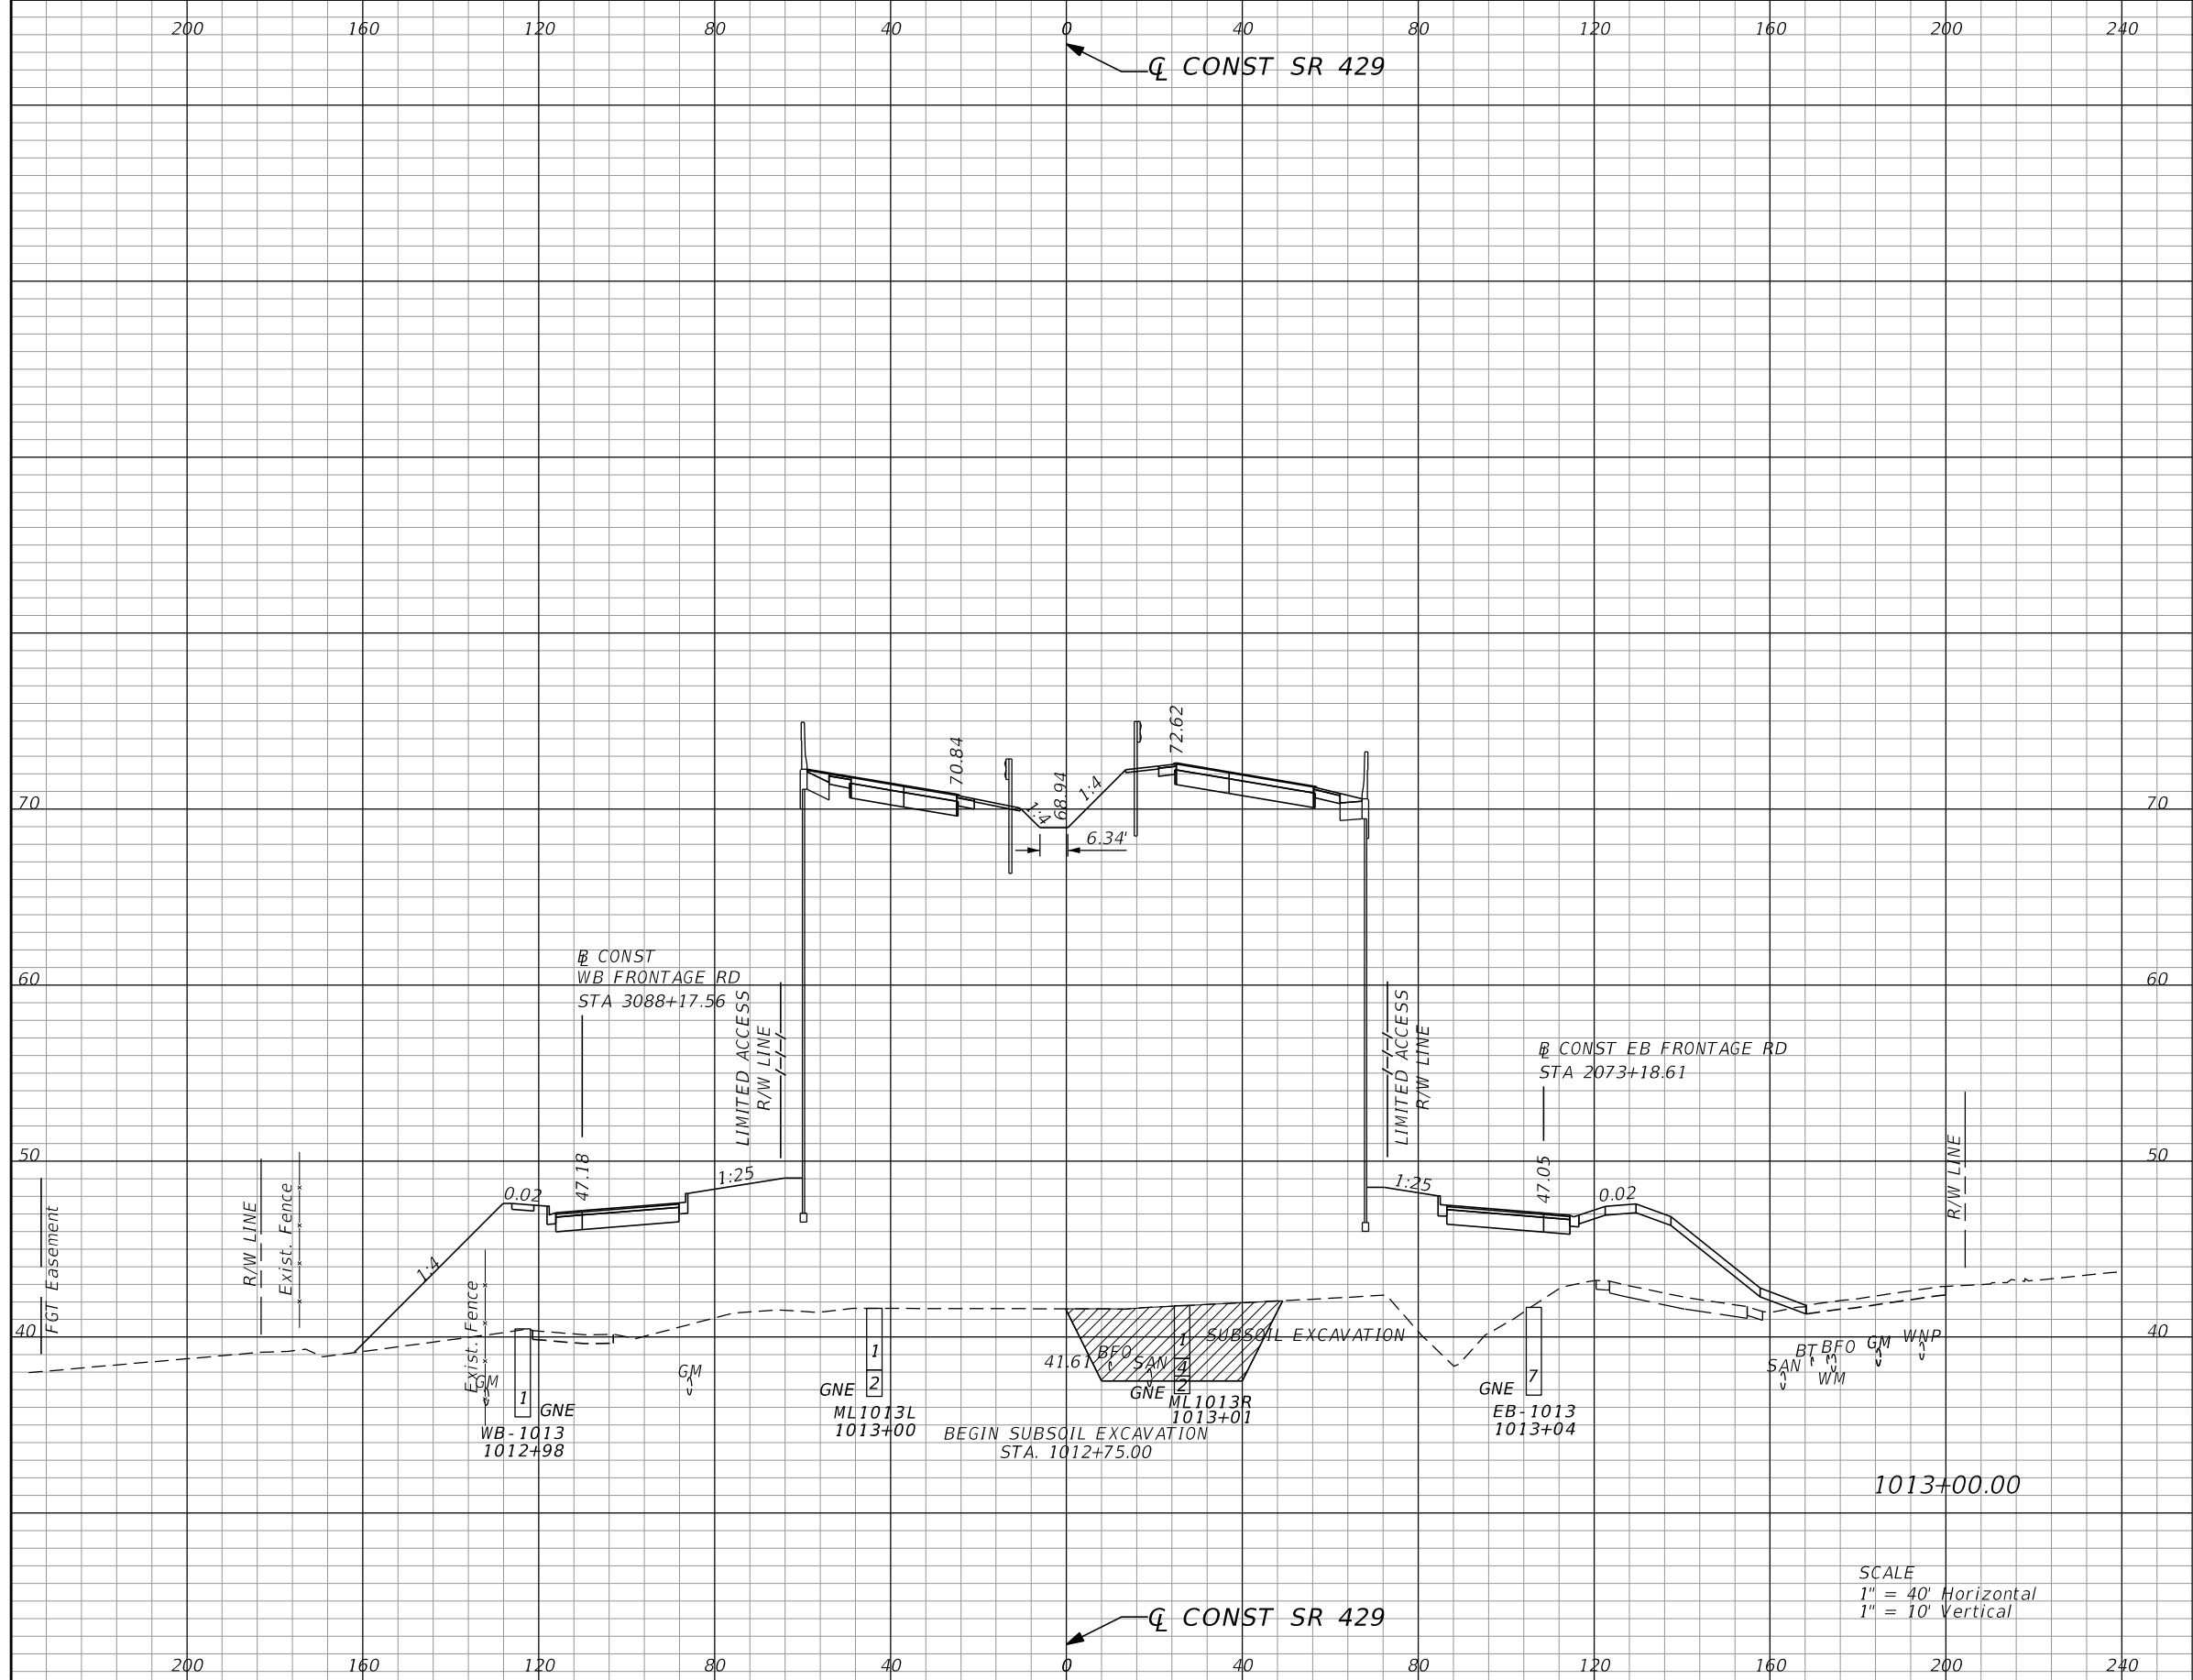 200 160 120 80 40 0 40 80 120 160 200 240
℄ CONST SR 429
72.62
70.84
68.94
1:4
1:4
70 70
6.34'
℄ CONST
WB FRONTAGE RD
STA 3088+17.56
60 60
LIMITED ACCESS
R/W LINE
LIMITED ACCESS
R/W LINE
B CONST EB FRONTAGE RD
STA 2073+18.61
50 50
R/W LINE
47.18
47.05
1:25
1:25
0.02
0.02
FGT Easement
R/W LINE
Exist. Fence
1:4
Exist. Fence
40 40
SUBSOIL EXCAVATION
41.61
BFO
SAN
GM
GM
1
1
2
1
4
2
7
SAN
BT
BFO
WM
GM
WNP
GNE
GNE
GNE
GNE
WB-1013
1012+98
ML1013L
1013+00
ML1013R
1013+01
EB-1013
1013+04
BEGIN SUBSOIL EXCAVATION
STA. 1012+75.00
1013+00.00
SCALE
1" = 40' Horizontal
1" = 10' Vertical
℄ CONST SR 429
200 160 120 80 40 0 40 80 120 160 200 240